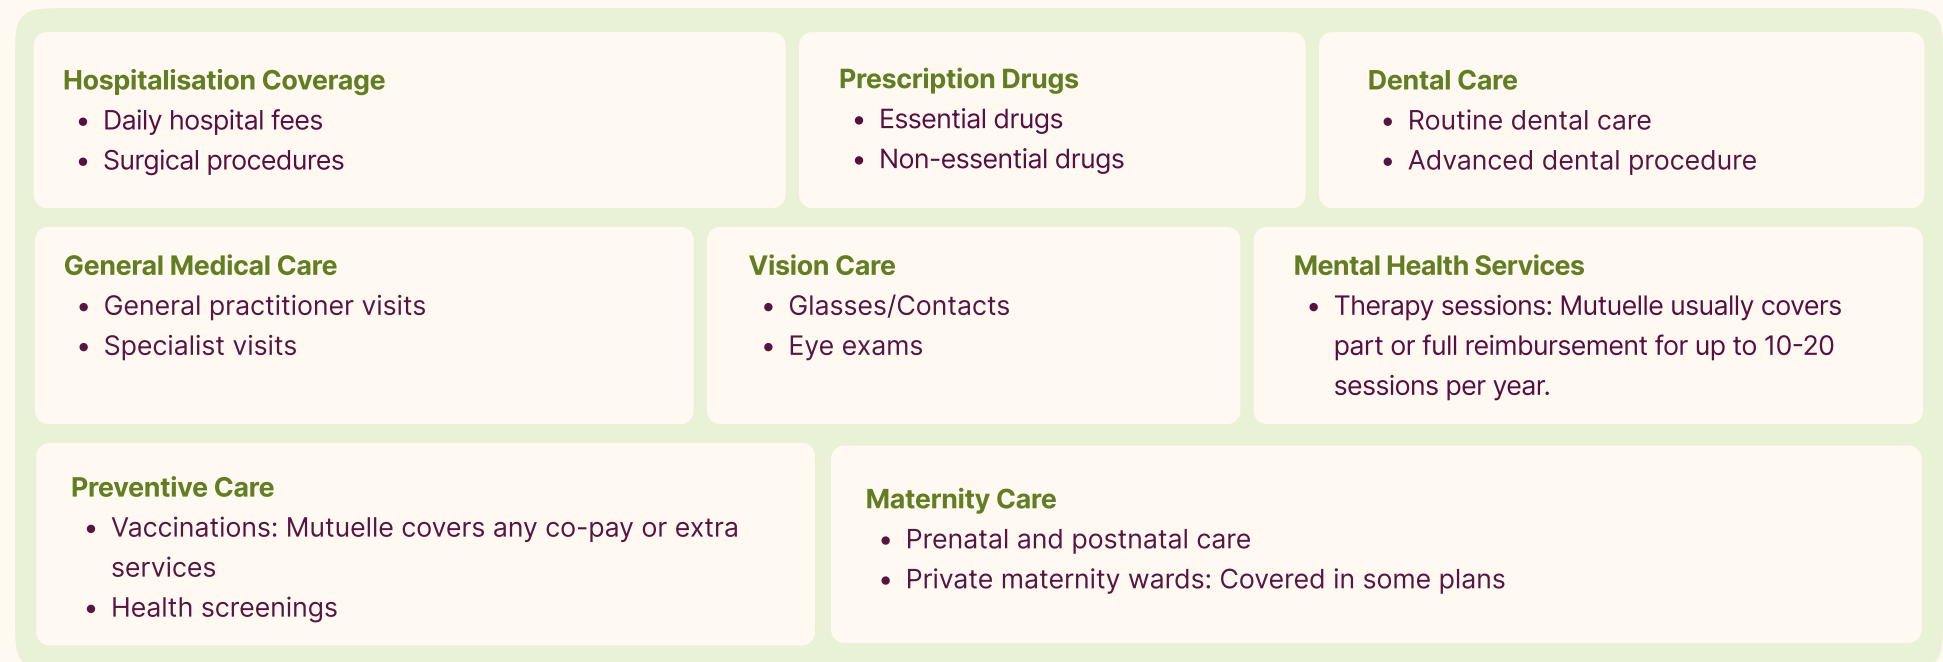 Hospitalisation Coverage
• Daily hospital fees
• Surgical procedures
Prescription Drugs
• Essential drugs
• Non-essential drugs
Dental Care
• Routine dental care
• Advanced dental procedure
General Medical Care
• General practitioner visits
• Specialist visits
Vision Care
• Glasses/Contacts
• Eye exams
Mental Health Services
• Therapy sessions: Mutuelle usually covers
part or full reimbursement for up to 10-20
sessions per year.
Preventive Care
• Vaccinations: Mutuelle covers any co-pay or extra
services
• Health screenings
Maternity Care
• Prenatal and postnatal care
• Private maternity wards: Covered in some plans